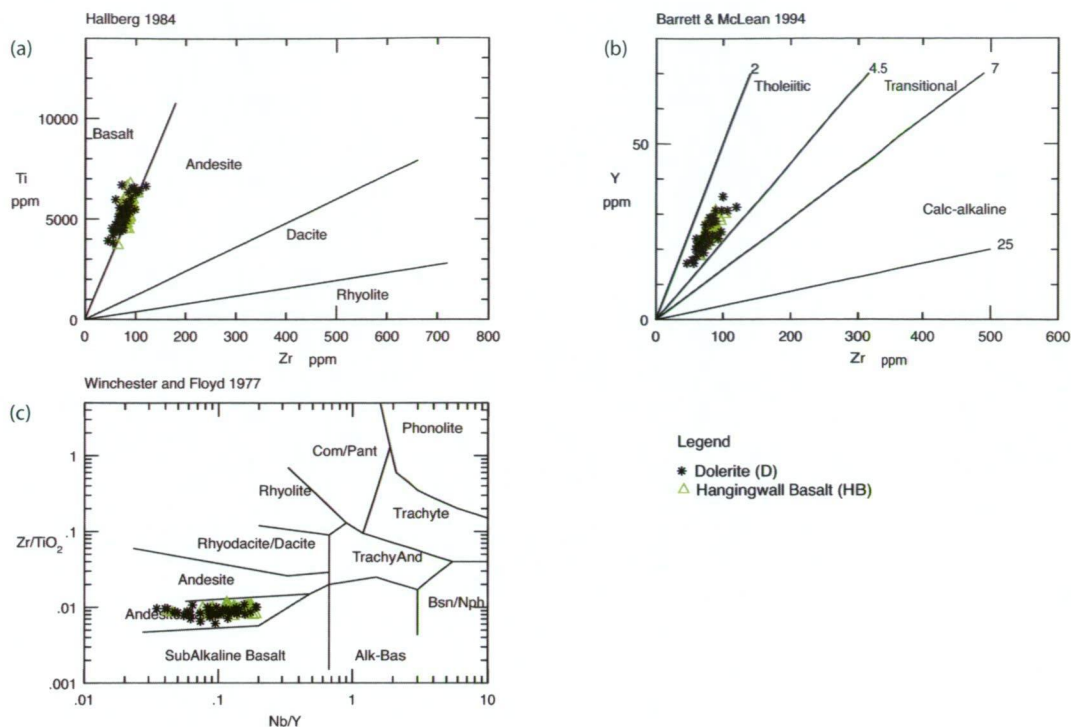 Hallberg 1984
(a)
Ti
ppm
10000
5000
0
Basalt
Andesite
Dacite
Rhyolite
0 100 200 300 400 500 600 700 800
Zr ppm
Barrett & McLean 1994
(b)
Y
ppm
50
0
2
Tholeiitic
4.5
Transitional
7
Calc-alkaline
25
0 100 200 300 400 500 600
Zr ppm
Winchester and Floyd 1977
(c)
Zr/TiO2
1
.1
.01
.001
Phonolite
Com/Pant
Rhyolite
Trachyte
Rhyodacite/Dacite
TrachyAnd
Andesite
Bsn/Nph
SubAlkaline Basalt
Alk-Bas
.01 .1 1 10
Nb/Y
Legend
Dolerite (D)
Hangingwall Basalt (HB)